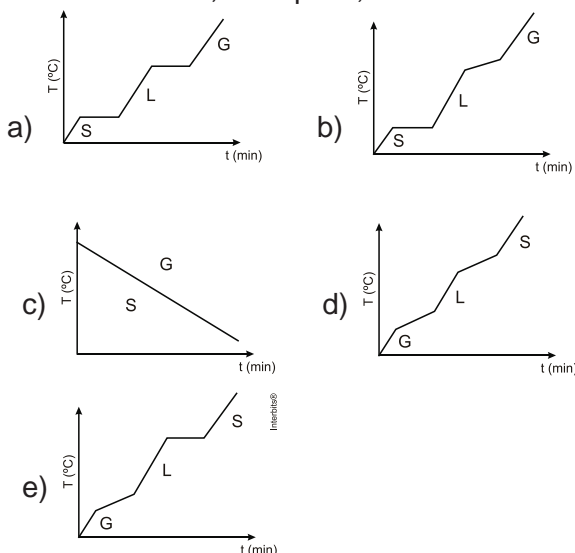 a)
T (ºC)
S
L
G
t (min)
b)
T (ºC)
S
L
G
t (min)
c)
T (ºC)
S
G
t (min)
d)
T (ºC)
G
L
S
t (min)
e)
T (ºC)
G
L
S
t (min)
Interbits®